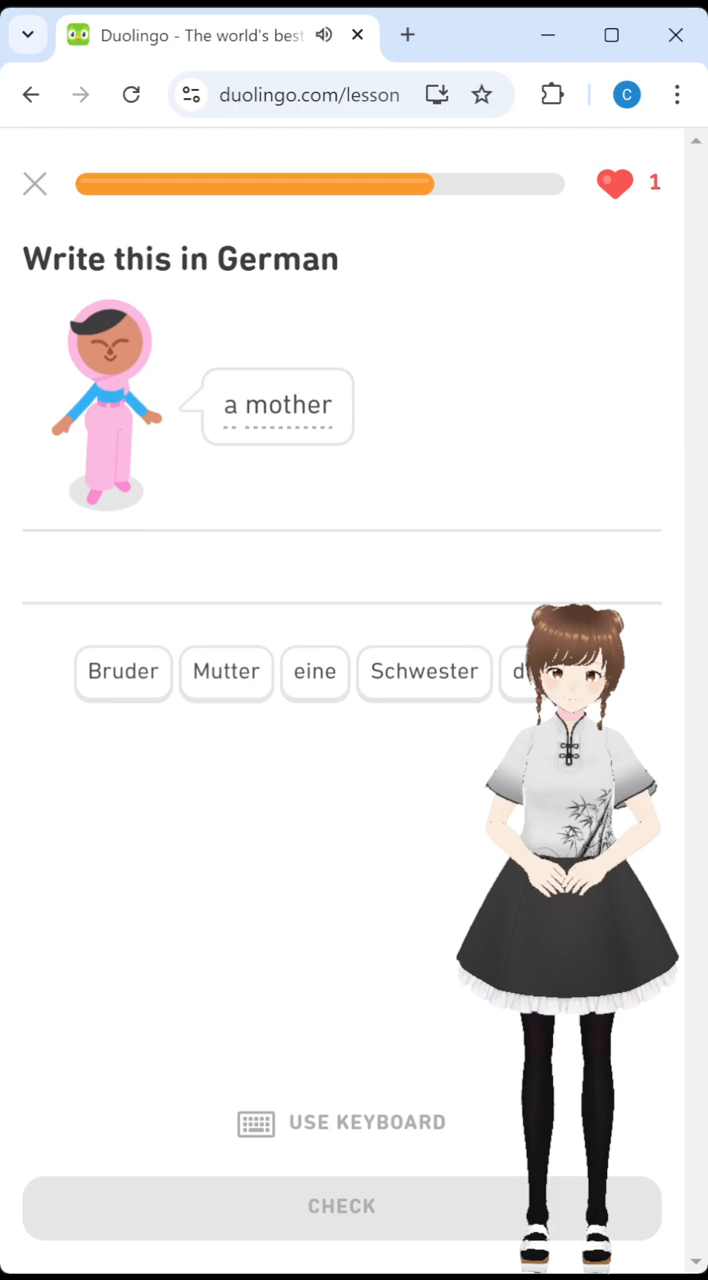 Duolingo - The world's best
duolingo.com/lesson
C
1
Write this in German
a mother
Bruder Mutter eine Schwester
USE KEYBOARD
CHECK